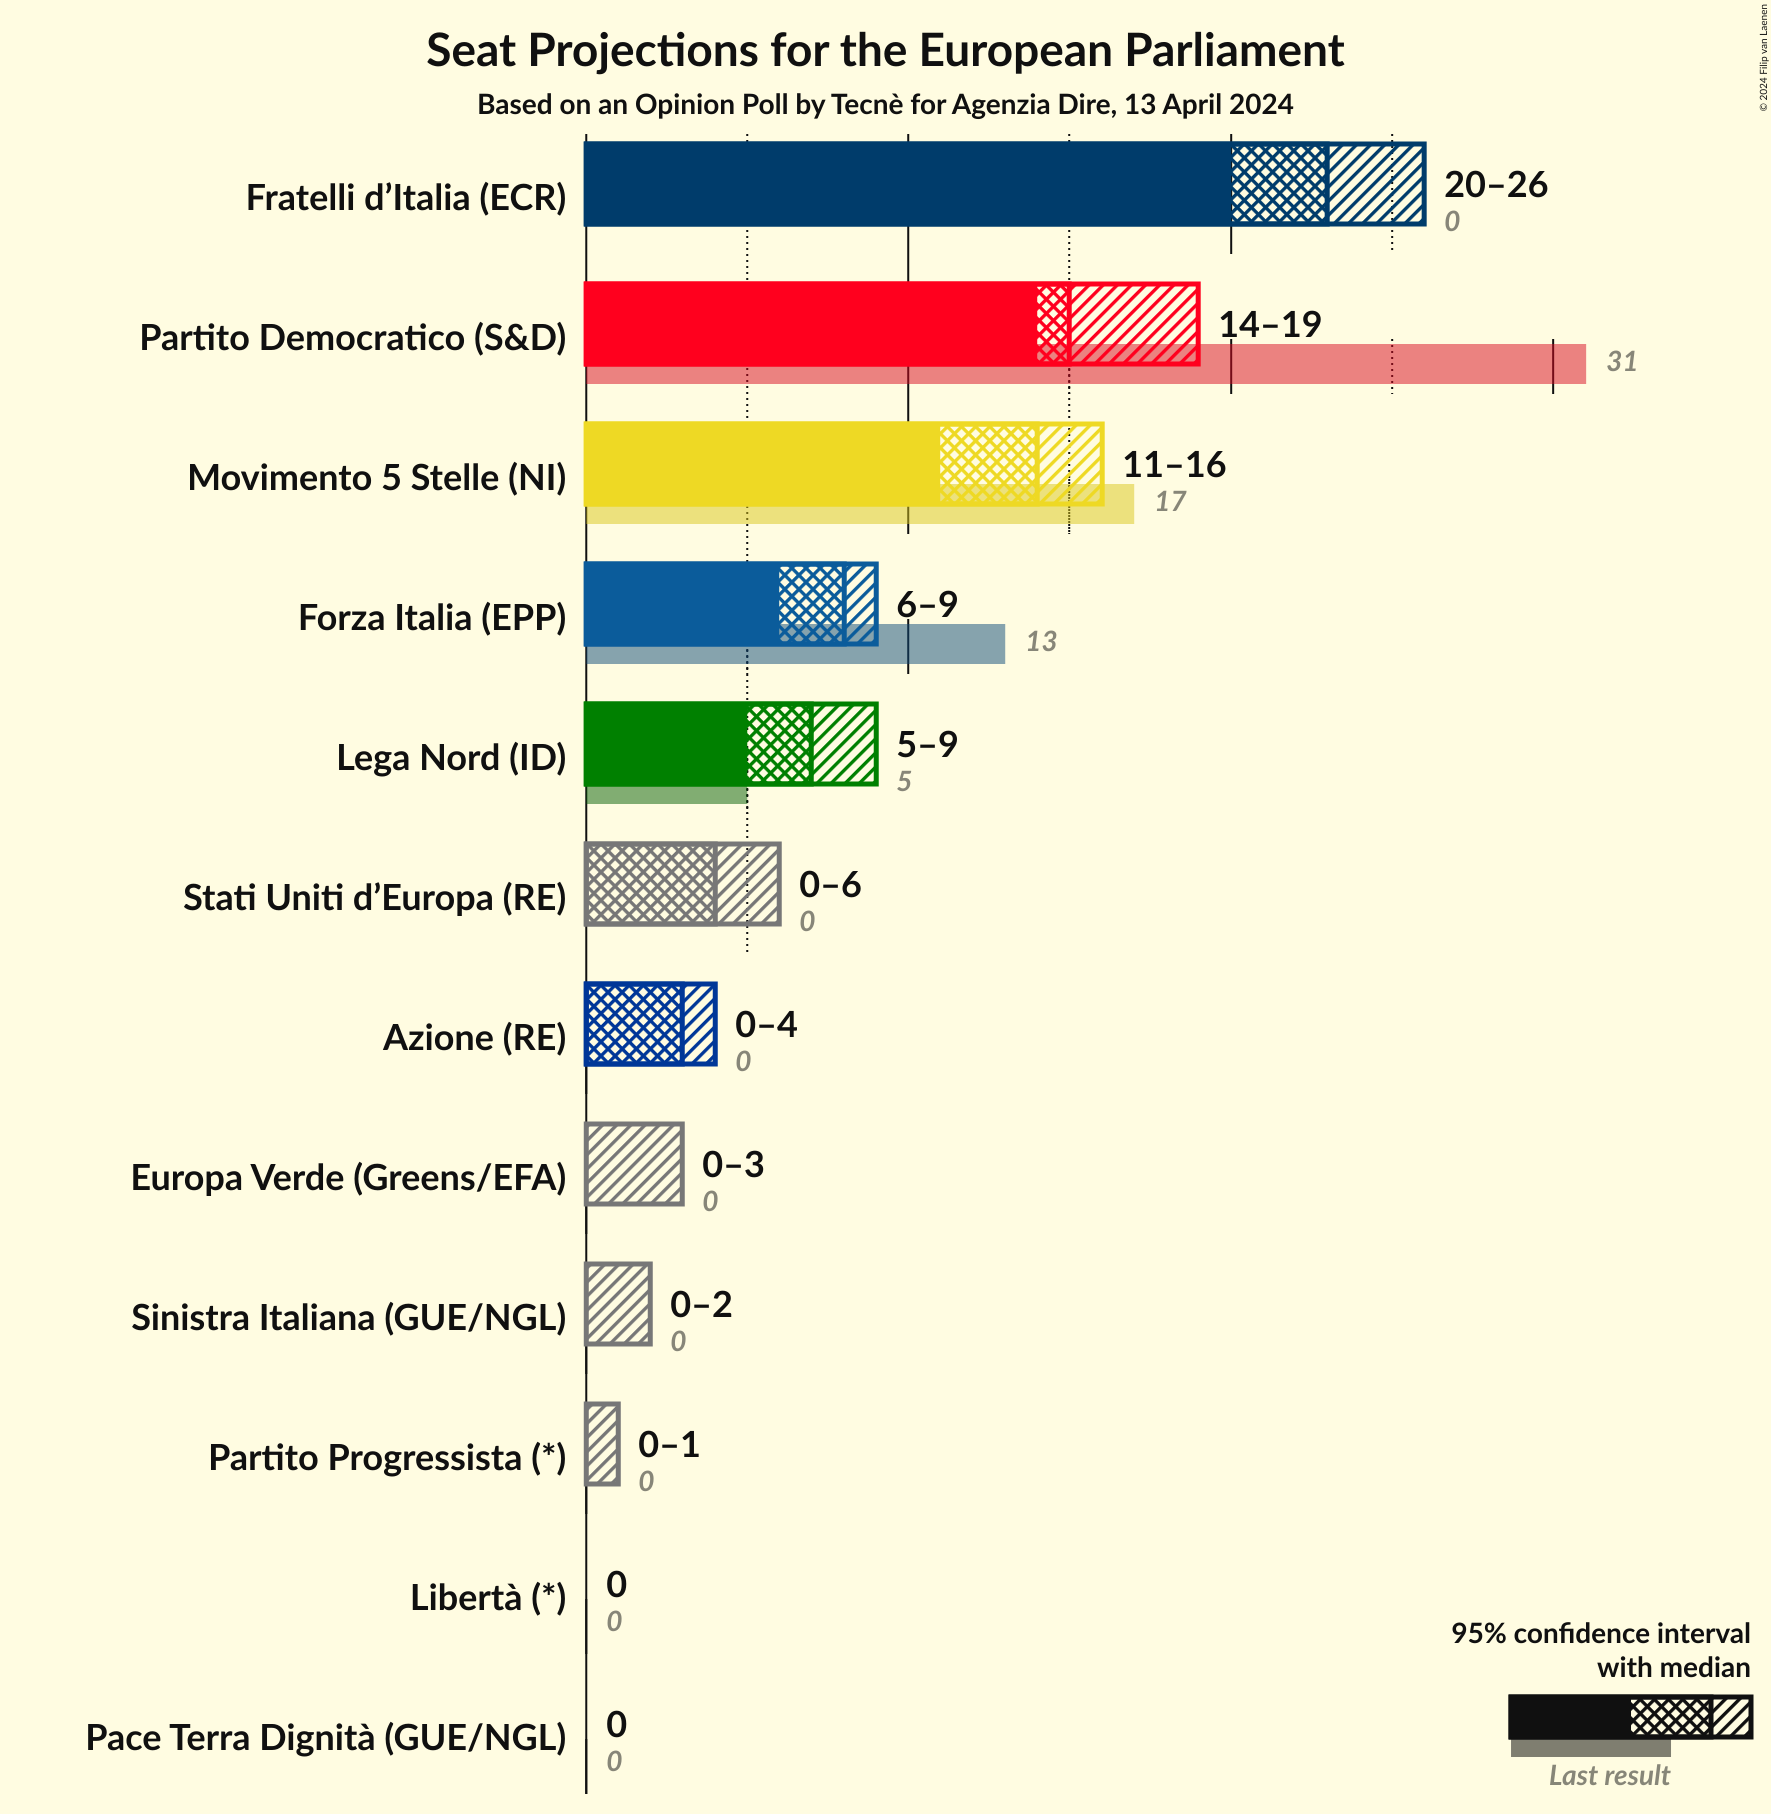 Seat Projections for the European Parliament
Based on an Opinion Poll by Tecnè for Agenzia Dire, 13 April 2024
© 2024 Filip van Laenen
Fratelli d’Italia (ECR)
20–26
0
Partito Democratico (S&D)
14–19
31
Movimento 5 Stelle (NI)
11–16
17
Forza Italia (EPP)
6–9
13
Lega Nord (ID)
5–9
5
Stati Uniti d’Europa (RE)
0–6
0
Azione (RE)
0–4
0
Europa Verde (Greens/EFA)
0–3
0
Sinistra Italiana (GUE/NGL)
0–2
0
Partito Progressista (*)
0–1
0
Libertà (*)
0
0
Pace Terra Dignità (GUE/NGL)
0
0
95% confidence interval
with median
Last result